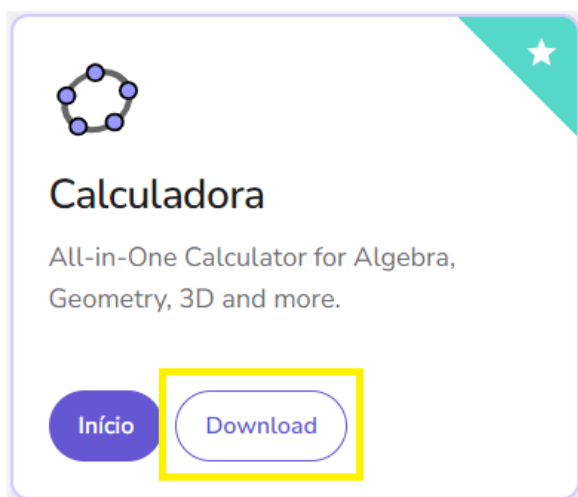 Calculadora
All-in-One Calculator for Algebra,
Geometry, 3D and more.
Início Download